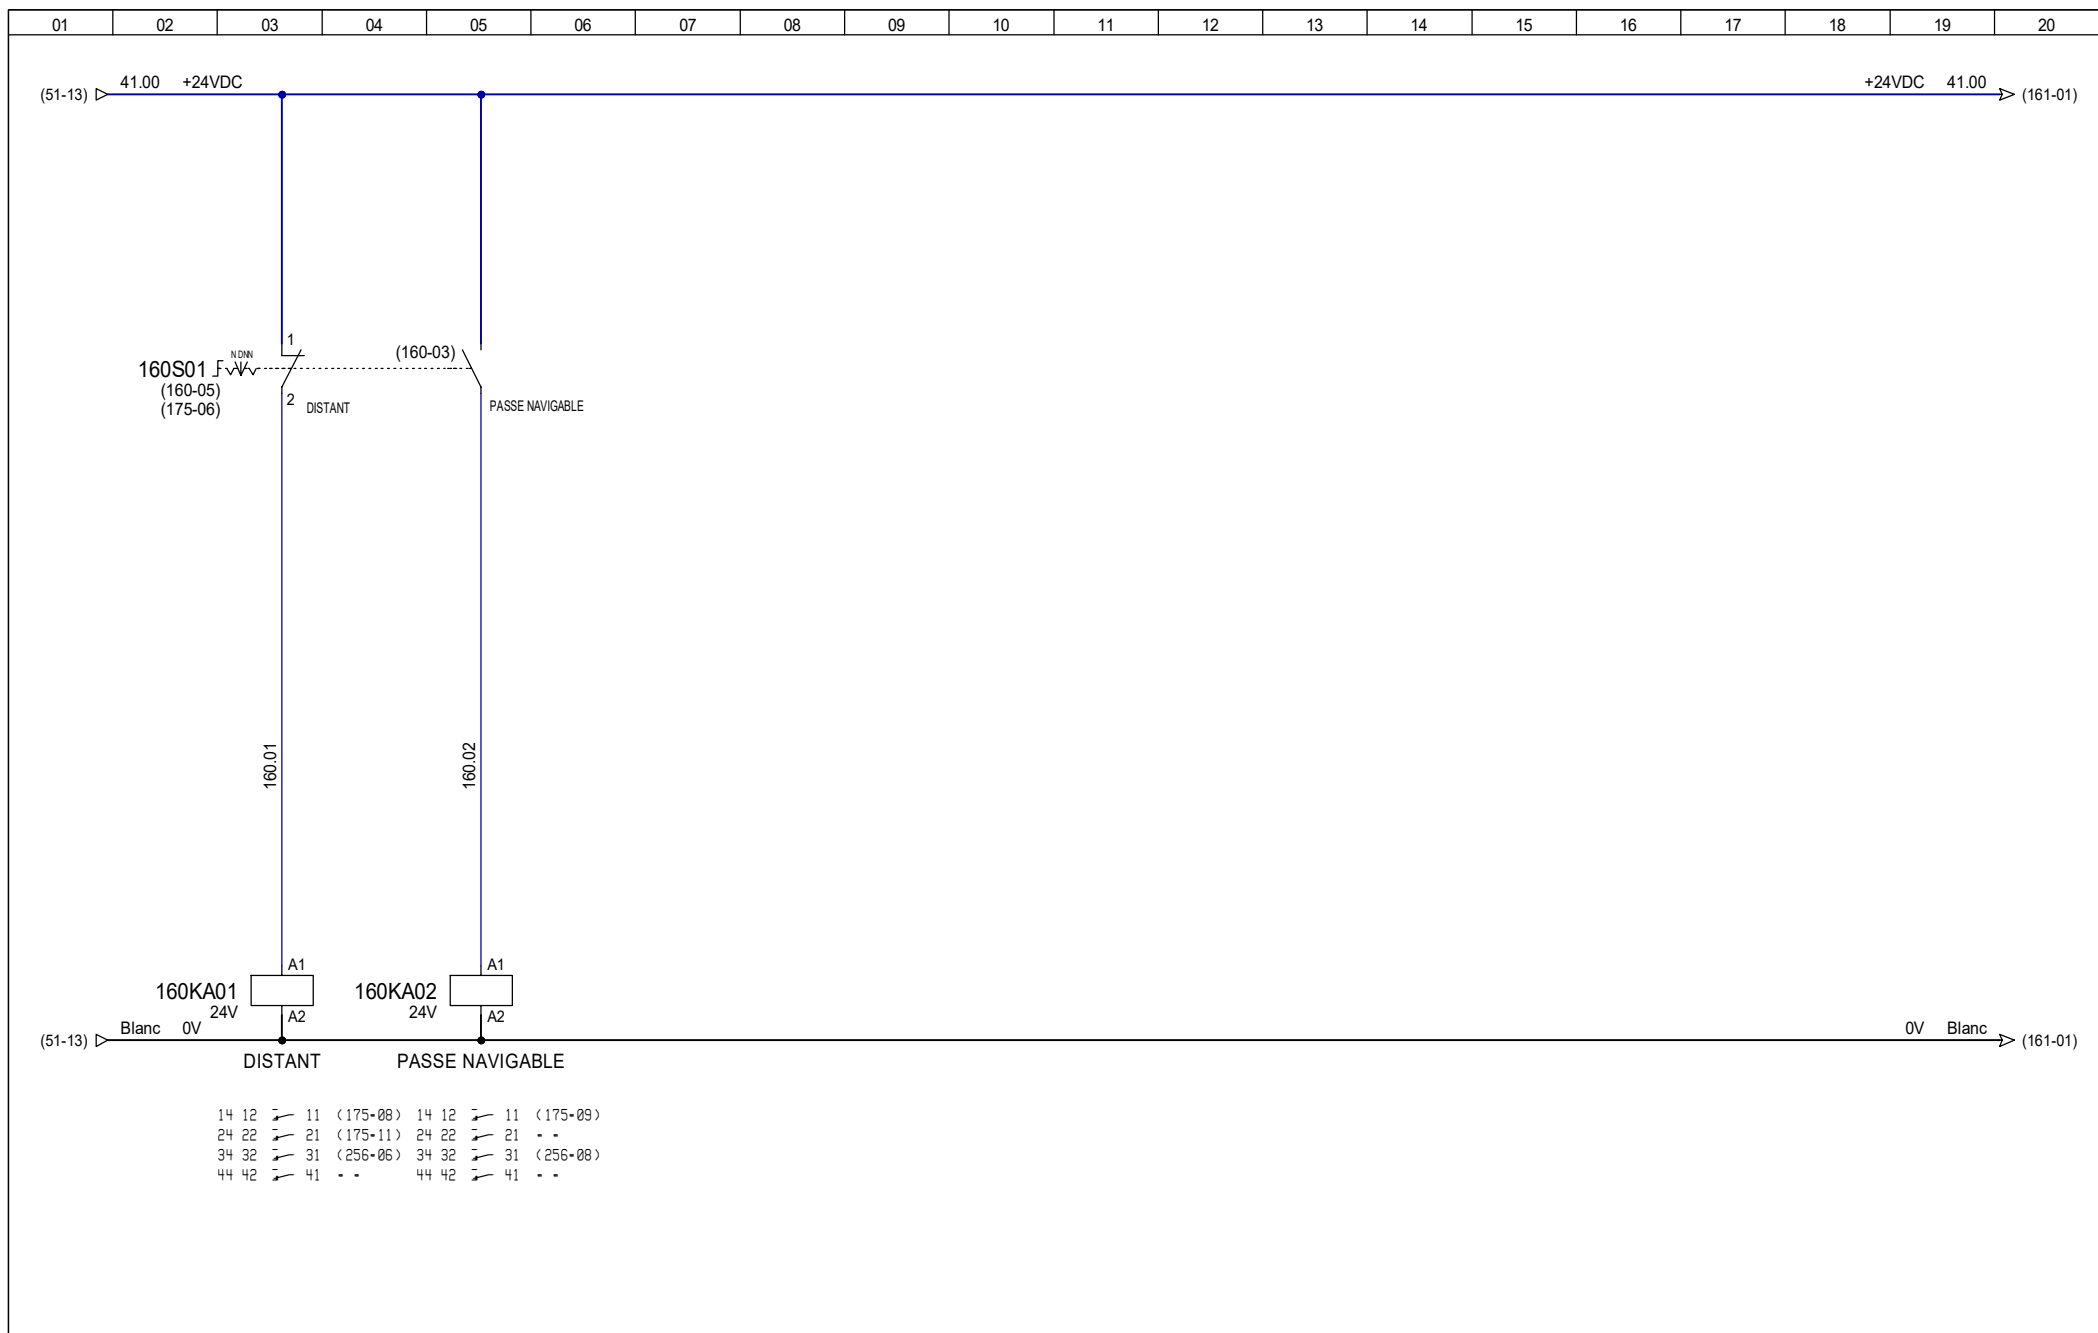 01 02 03 04 05 06 07 08 09 10 11 12 13 14 15 16 17 18 19 20
41.00 +24VDC +24VDC 41.00
(51-13) (161-01)
1
N DNN (160-03)
160S01
(160-05)
(175-06)
2 DISTANT PASSE NAVIGABLE
160.01 160.02
A1 A1
160KA01 160KA02
24V 24V
A2 A2
Blanc 0V 0V Blanc
(51-13) (161-01)
DISTANT PASSE NAVIGABLE
14 12 11 (175-08) 14 12 11 (175-09)
24 22 21 (175-11) 24 22 21 - -
34 32 31 (256-06) 34 32 31 (256-08)
44 42 41 - - 44 42 41 - -